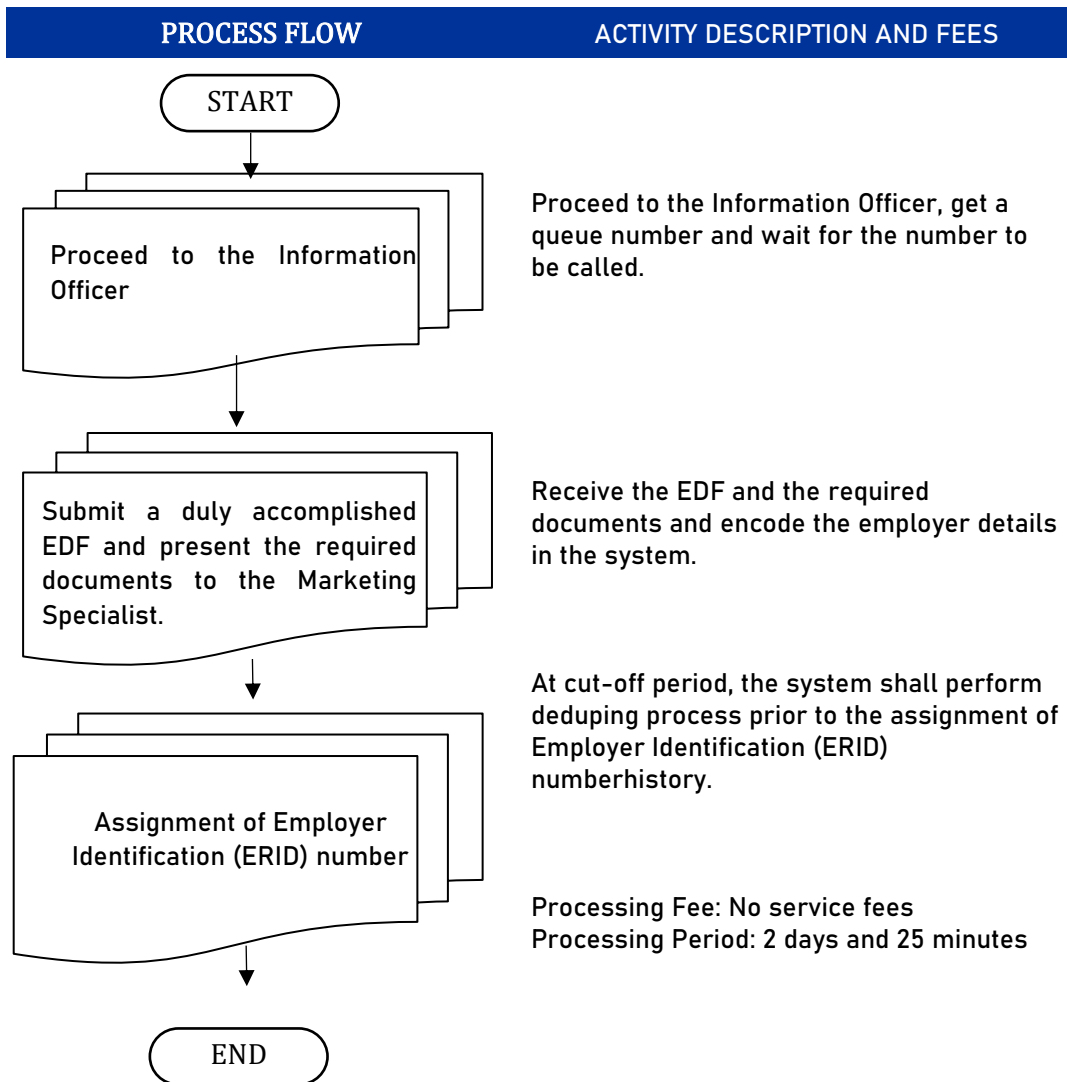 PROCESS FLOW
ACTIVITY DESCRIPTION AND FEES
START
Proceed to the Information
Officer
Proceed to the Information Officer, get a
queue number and wait for the number to
be called.
Submit a duly accomplished
EDF and present the required
documents to the Marketing
Specialist.
Receive the EDF and the required
documents and encode the employer details
in the system.
Assignment of Employer
Identification (ERID) number
At cut-off period, the system shall perform
deduping process prior to the assignment of
Employer Identification (ERID)
numberhistory.
Processing Fee: No service fees
Processing Period: 2 days and 25 minutes
END